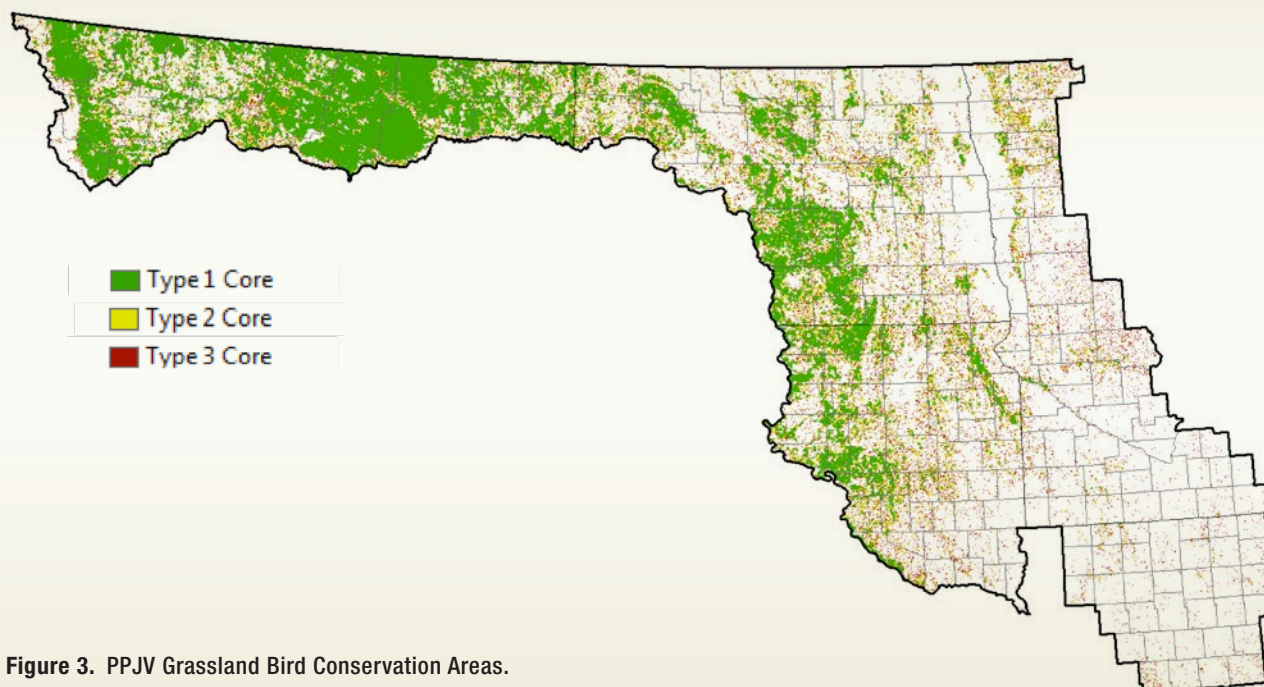 Type 1 Core
Type 2 Core
Type 3 Core
Figure 3. PPJV Grassland Bird Conservation Areas.